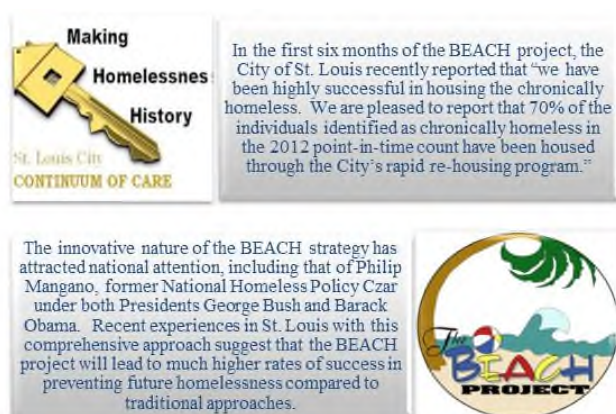 Making
Homelessnes
History
St. Louis City
CONTINUUM OF CARE
In the first six months of the BEACH project, the
City of St. Louis recently reported that “we have
been highly successful in housing the chronically
homeless. We are pleased to report that 70% of the
individuals identified as chronically homeless in
the 2012 point-in-time count have been housed
through the City’s rapid re-housing program.”
The innovative nature of the BEACH strategy has
attracted national attention, including that of Philip
Mangano, former National Homeless Policy Czar
under both Presidents George Bush and Barack
Obama. Recent experiences in St. Louis with this
comprehensive approach suggest that the BEACH
project will lead to much higher rates of success in
preventing future homelessness compared to
traditional approaches.
The
BEACH
PROJECT